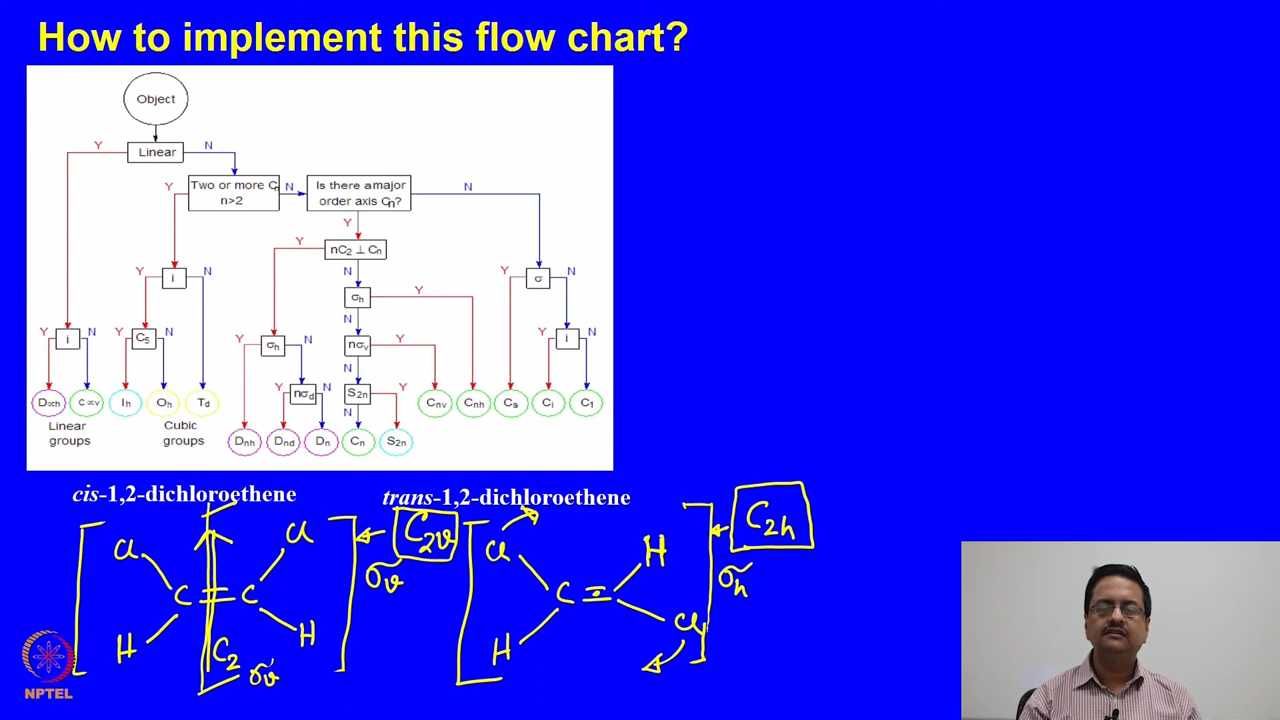 How to implement this flow chart?
Object
Y N
Linear
Two or more Cn
n>2
Is there a major
order axis Cn?
Y N N
Y
nC2 ⊥ Cn
Y
N
i
Y N
σ
Y N
σh
Y
N
i
Y N
C5
Y N
σh
Y N
nσv
Y
N
i
Y N
nσd
Y N
S2n
Y
N
D∝h C∝v Ih Oh Td Cnv Cnh Cs Ci C1
Linear
groups
Cubic
groups
Dnh Dnd Dn Cn S2n
cis-1,2-dichloroethene trans-1,2-dichloroethene
Cl Cl C2v Cl H C2h
C = C σv C = σh
H H C2 σv H Cl
NPTEL